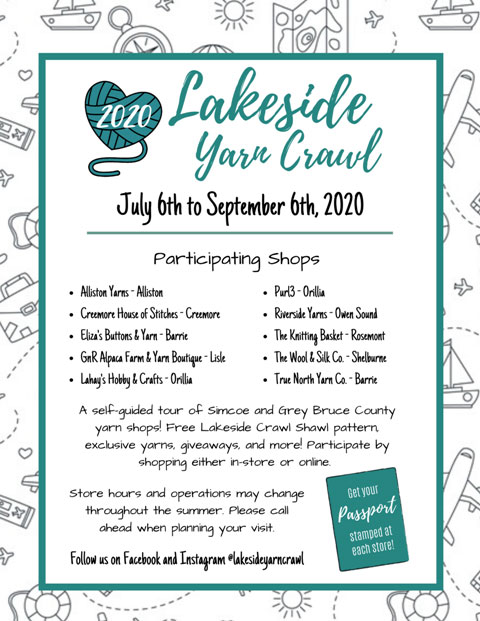 2020
Lakeside
Yarn Crawl
July 6th to September 6th, 2020
Participating Shops
• Alliston Yarns - Alliston
• Creemore House of Stitches - Creemore
• Eliza's Buttons & Yarn - Barrie
• GnR Alpaca Farm & Yarn Boutique - Lisle
• Lahay's Hobby & Crafts - Orillia
• Purl3 - Orillia
• Riverside Yarns - Owen Sound
• The Knitting Basket - Rosemont
• The Wool & Silk Co. - Shelburne
• True North Yarn Co. - Barrie
A self-guided tour of Simcoe and Grey Bruce County
yarn shops! Free Lakeside Crawl Shawl pattern,
exclusive yarns, giveaways, and more! Participate by
shopping either in-store or online.
Store hours and operations may change
throughout the summer. Please call
ahead when planning your visit.
Get your
Passport
stamped at
each store!
Follow us on Facebook and Instagram @lakesideyarncrawl